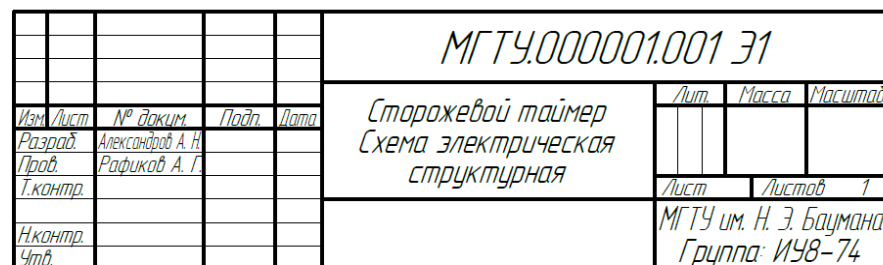 МГТУ.000001.001 Э1
Изм. Лист № докум. Подп. Дата
Разраб. Александров А. Н.
Пров. Рафиков А. Г.
Т.контр.
Н.контр.
Утв.
Сторожевой таймер
Схема электрическая
структурная
Лит. Масса Масштаб
Лист Листов 1
МГТУ им. Н. Э. Баумана
Группа: ИУ8-74